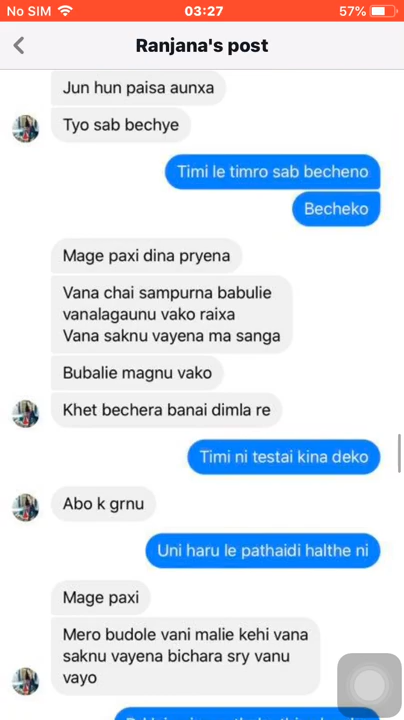 No SIM 03:27 57%
Ranjana's post
Jun hun paisa aunxa
Tyo sab bechye
Timi le timro sab becheno
Becheko
Mage paxi dina pryena
Vana chai sampurna babulie
vanalagaunu vako raixa
Vana saknu vayena ma sanga
Bubalie magnu vako
Khet bechera banai dimla re
Timi ni testai kina deko
Abo k grnu
Uni haru le pathaidi halthe ni
Mage paxi
Mero budole vani malie kehi vana
saknu vayena bichara sry vanu
vayo